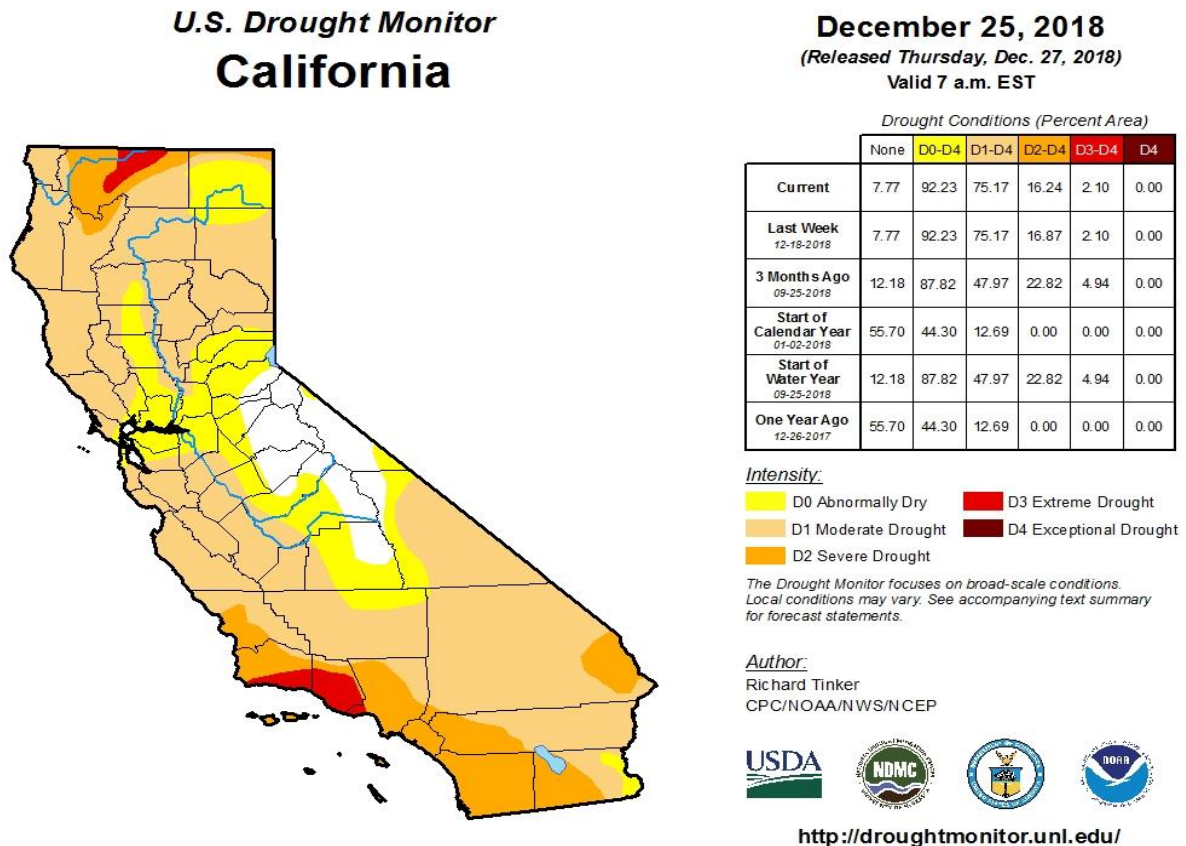 U.S. Drought Monitor
California
December 25, 2018
(Released Thursday, Dec. 27, 2018)
Valid 7 a.m. EST
Drought Conditions (Percent Area)
None D0-D4 D1-D4 D2-D4 D3-D4 D4
Current 7.77 92.23 75.17 16.24 2.10 0.00
Last Week
12-18-2018
7.77 92.23 75.17 16.87 2.10 0.00
3 Months Ago
09-25-2018
12.18 87.82 47.97 22.82 4.94 0.00
Start of
Calendar Year
01-02-2018
55.70 44.30 12.69 0.00 0.00 0.00
Start of
Water Year
09-25-2018
12.18 87.82 47.97 22.82 4.94 0.00
One Year Ago
12-26-2017
55.70 44.30 12.69 0.00 0.00 0.00
Intensity:
D0 Abnormally Dry
D1 Moderate Drought
D2 Severe Drought
D3 Extreme Drought
D4 Exceptional Drought
The Drought Monitor focuses on broad-scale conditions.
Local conditions may vary. See accompanying text summary
for forecast statements.
Author:
Richard Tinker
CPC/NOAA/NWS/NCEP
USDA
NDMC
NOAA
http://droughtmonitor.unl.edu/